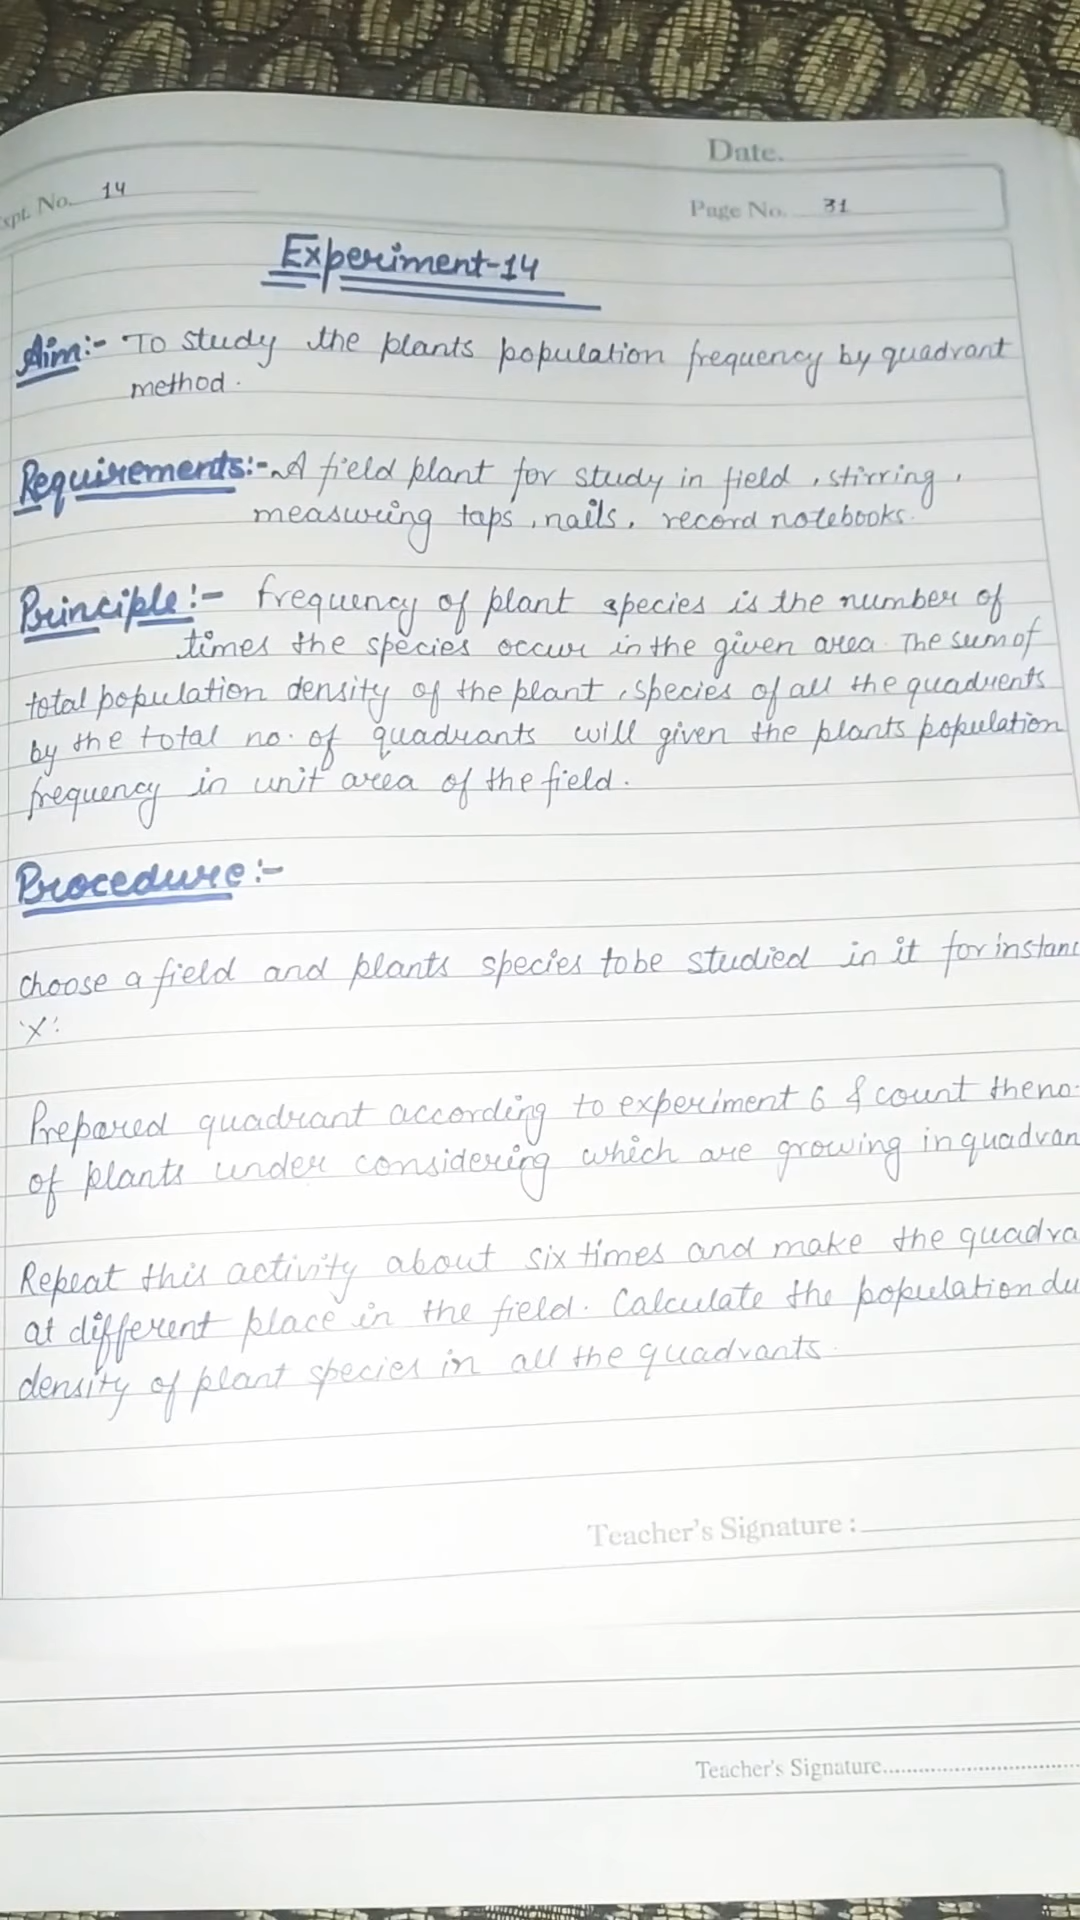 Date.
Expt. No. 14
Page No. 31
Experiment-14
Aim:- To study the plants population frequency by quadrant
method.
Requirements:- A field plant for study in field, stirring,
measuring taps, nails, record notebooks.
Principle:- frequency of plant species is the number of
times the species occur in the given area. The sum of
total population density of the plant, species of all the quadrents
by the total no. of quadrants will given the plants population
frequency in unit area of the field.
Procedure:-
choose a field and plants species to be studied in it for instanc
'X'.
Prepared quadrant according to experiment 6 & count the no.
of plants under considering which are growing in quadran
Repeat this activity about six times and make the quadra
at different place in the field. Calculate the population du
density of plant species in all the quadrants.
Teacher's Signature :
Teacher's Signature